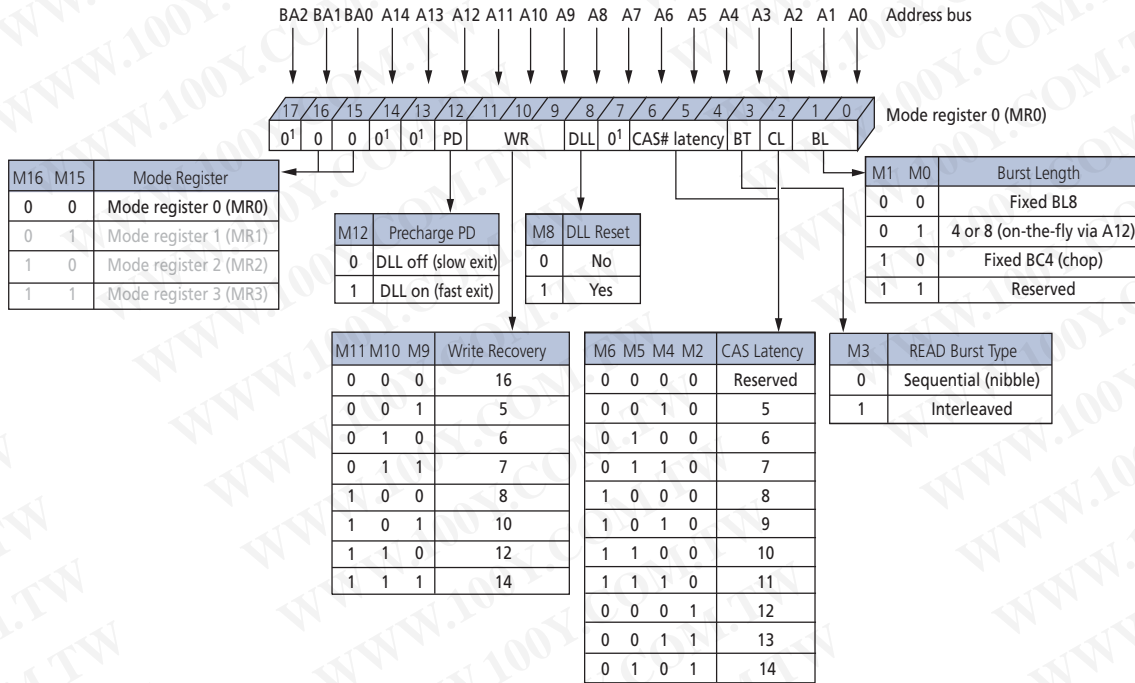 BA2 BA1 BA0 A14 A13 A12 A11 A10 A9 A8 A7 A6 A5 A4 A3 A2 A1 A0 Address bus
17 16 15 14 13 12 11 10 9 8 7 6 5 4 3 2 1 0
Mode register 0 (MR0)
0¹ 0 0 0¹ 0¹ PD WR DLL 0¹ CAS# latency BT CL BL
M16 M15 Mode Register
0 0 Mode register 0 (MR0)
0 1 Mode register 1 (MR1)
1 0 Mode register 2 (MR2)
1 1 Mode register 3 (MR3)
M12 Precharge PD
0 DLL off (slow exit)
1 DLL on (fast exit)
M8 DLL Reset
0 No
1 Yes
M1 M0 Burst Length
0 0 Fixed BL8
0 1 4 or 8 (on-the-fly via A12)
1 0 Fixed BC4 (chop)
1 1 Reserved
M11 M10 M9 Write Recovery
0 0 0 16
0 0 1 5
0 1 0 6
0 1 1 7
1 0 0 8
1 0 1 10
1 1 0 12
1 1 1 14
M6 M5 M4 M2 CAS Latency
0 0 0 0 Reserved
0 0 1 0 5
0 1 0 0 6
0 1 1 0 7
1 0 0 0 8
1 0 1 0 9
1 1 0 0 10
1 1 1 0 11
0 0 0 1 12
0 0 1 1 13
0 1 0 1 14
M3 READ Burst Type
0 Sequential (nibble)
1 Interleaved
WWW.100Y.COM.TW